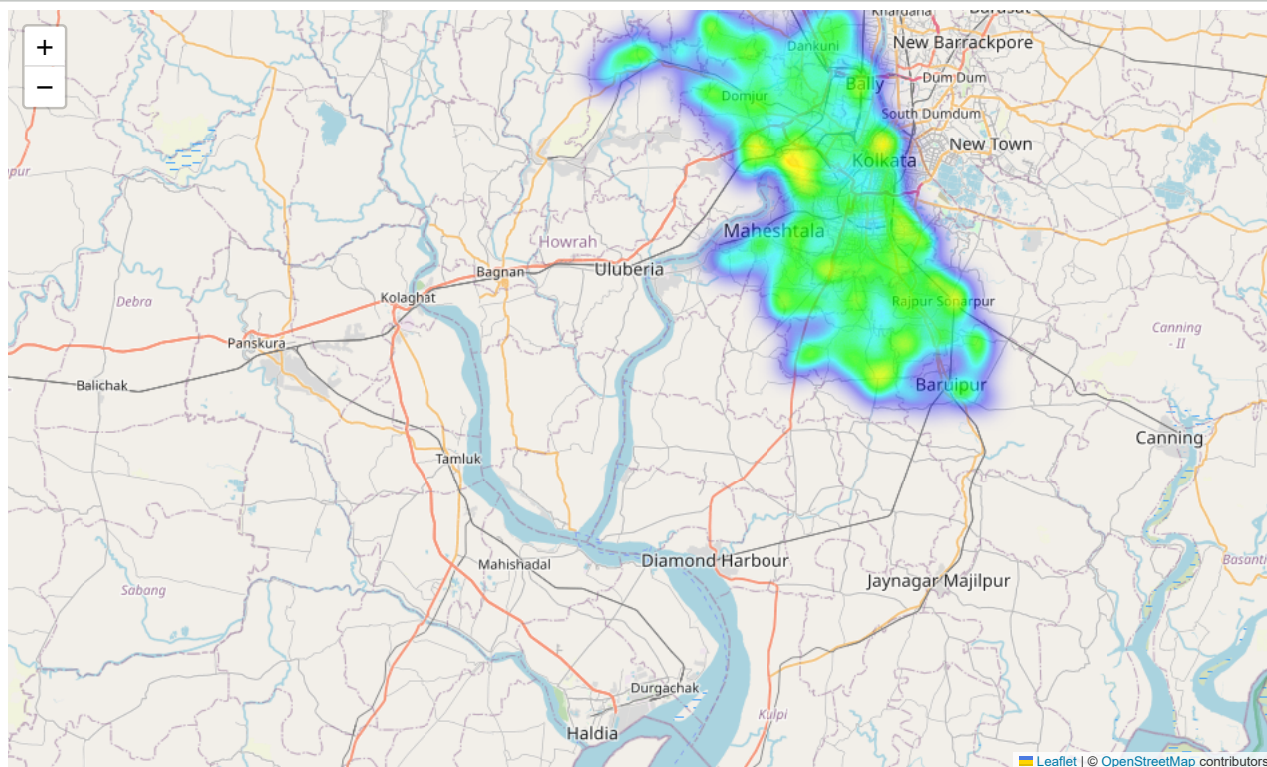 +
−
Khardaha
Barasat
New Barrackpore
Dankuni
Dum Dum
Bally
Domjur
South Dumdum
New Town
Kolkata
pur
Maheshtala
Howrah
Uluberia
Bagnan
Kolaghat
Debra
Rajpur Sonarpur
Canning
- II
Panskura
Balichak
Baruipur
Canning
Tamluk
Mahishadal
Diamond Harbour
Basanti
Jaynagar Majilpur
Sabang
Durgachak
Kulpi
Haldia
Leaflet | © OpenStreetMap contributors